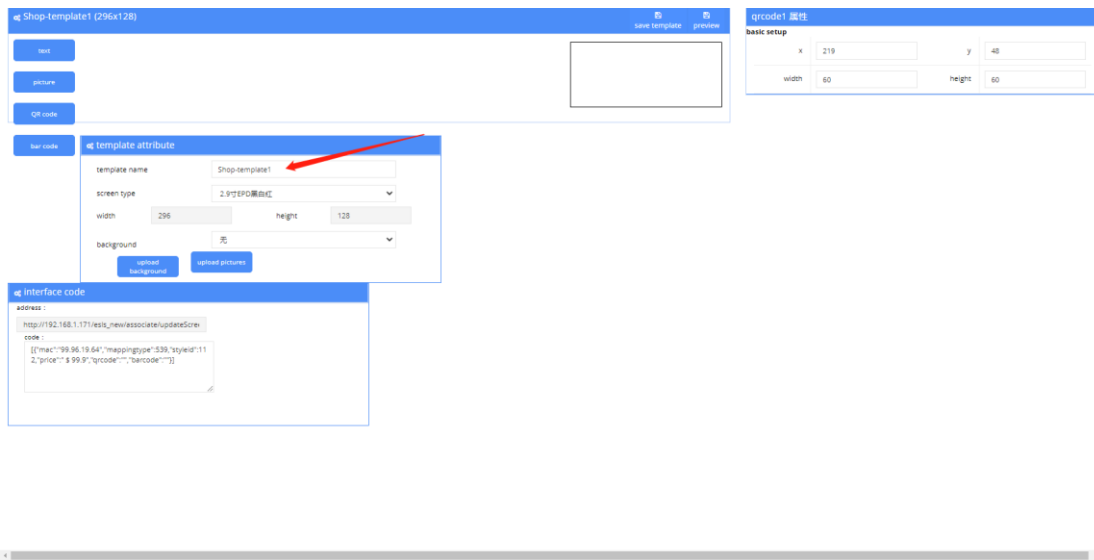 Shop-template1 (296x128)
save template
preview
text
picture
QR code
bar code
qrcode1 属性
basic setup
x 219 y 48
width 60 height 60
template attribute
template name Shop-template1
screen type 2.9寸EPD黑白红
width 296 height 128
background 无
upload
background
upload pictures
interface code
address :
http://192.168.1.171/esls_new/associate/updateScree
code :
[{"mac":"99.96.19.64","mappingtype":539,"styleid":11
2,"price":" $ 99.9","qrcode":"","barcode":""}]